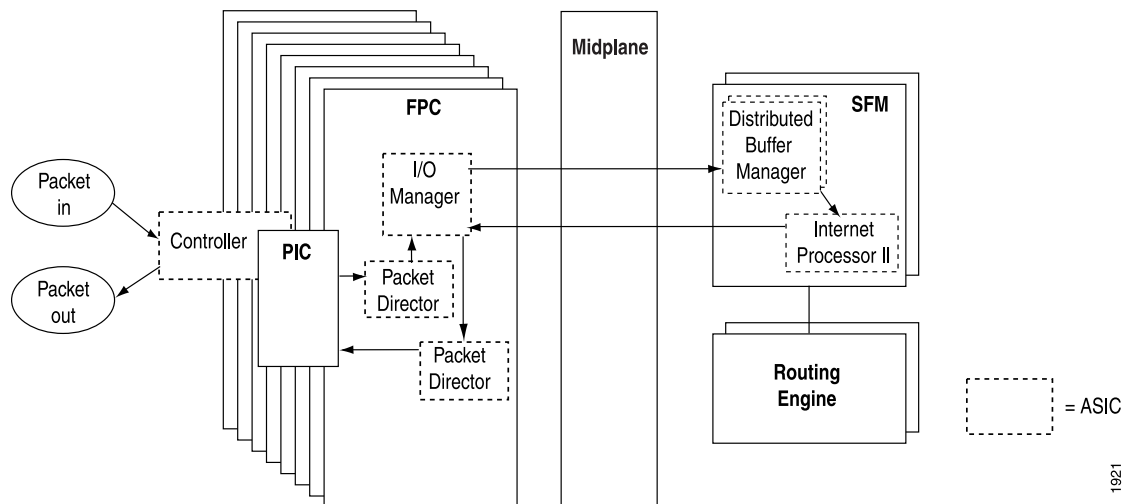 Midplane
FPC
SFM
Distributed
Buffer
Manager
I/O
Manager
Packet
in
Controller
Internet
Processor II
PIC
Packet
Director
Packet
out
Packet
Director
Routing
Engine
= ASIC
1921